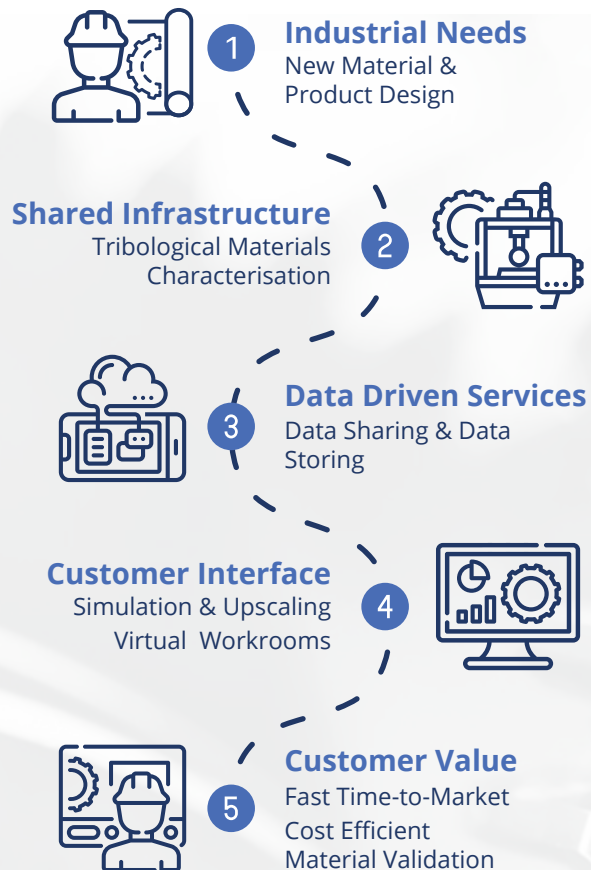 1
Industrial Needs
New Material &
Product Design
Shared Infrastructure
Tribological Materials
Characterisation
2
3
Data Driven Services
Data Sharing & Data
Storing
Customer Interface
Simulation & Upscaling
Virtual Workrooms
4
5
Customer Value
Fast Time-to-Market
Cost Efficient
Material Validation